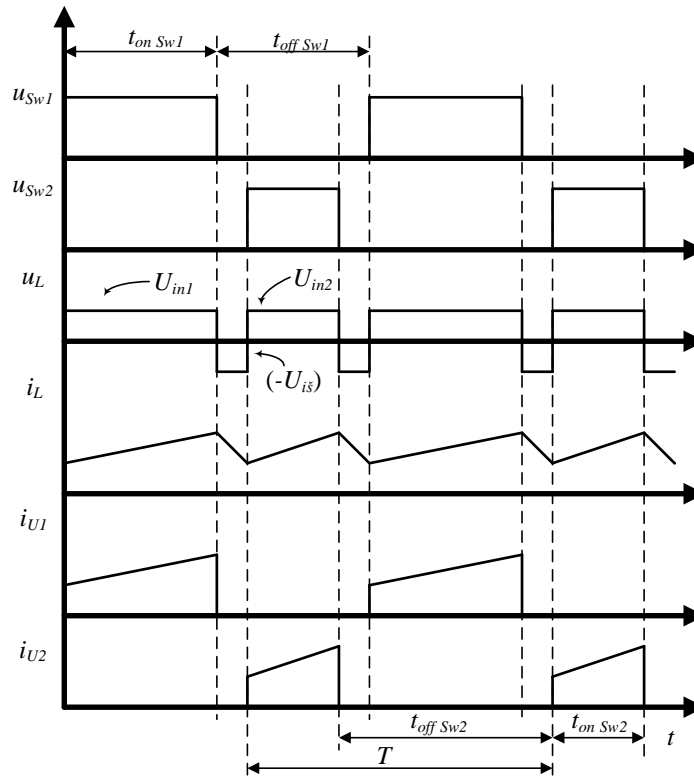 t_on Sw1 t_off Sw1
u_Sw1
u_Sw2
u_L
U_in1 U_in2
(-U_iš)
i_L
i_U1
i_U2
t_off Sw2 t_on Sw2
T
t